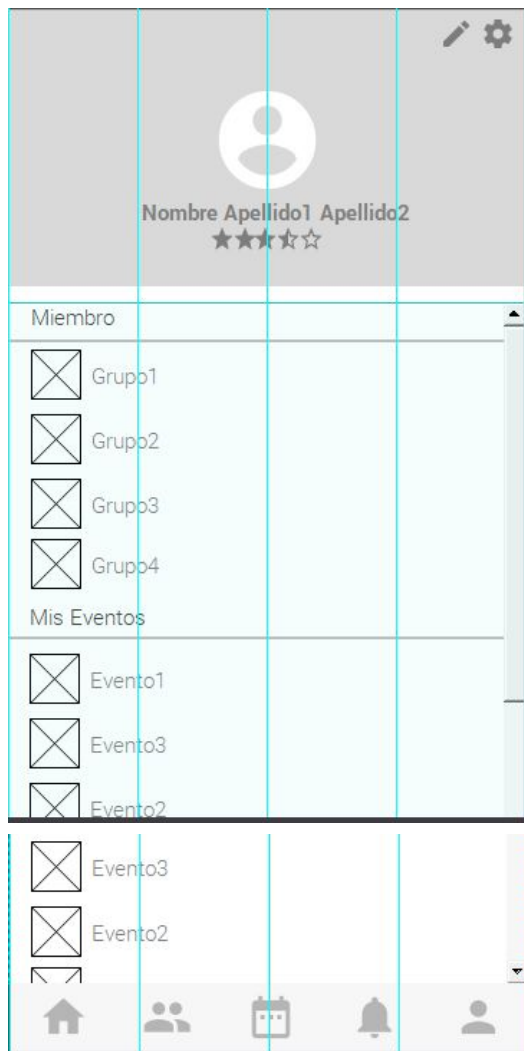 Nombre Apellido1 Apellido2
Miembro
Grupo1
Grupo2
Grupo3
Grupo4
Mis Eventos
Evento1
Evento3
Evento2
Evento3
Evento2